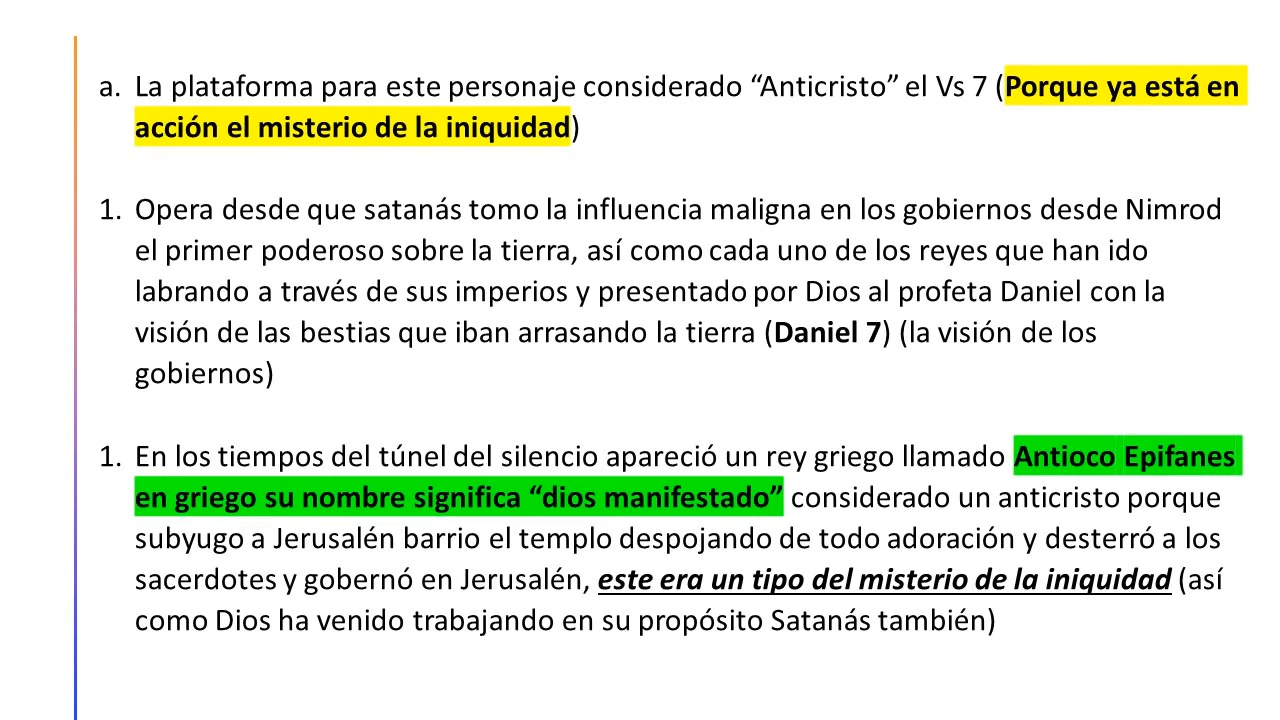 a. La plataforma para este personaje considerado “Anticristo” el Vs 7 (Porque ya está en
acción el misterio de la iniquidad)
1. Opera desde que satanás tomo la influencia maligna en los gobiernos desde Nimrod
el primer poderoso sobre la tierra, así como cada uno de los reyes que han ido
labrando a través de sus imperios y presentado por Dios al profeta Daniel con la
visión de las bestias que iban arrasando la tierra (Daniel 7) (la visión de los
gobiernos)
1. En los tiempos del túnel del silencio apareció un rey griego llamado Antioco Epifanes
en griego su nombre significa “dios manifestado” considerado un anticristo porque
subyugo a Jerusalén barrio el templo despojando de todo adoración y desterró a los
sacerdotes y gobernó en Jerusalén, este era un tipo del misterio de la iniquidad (así
como Dios ha venido trabajando en su propósito Satanás también)